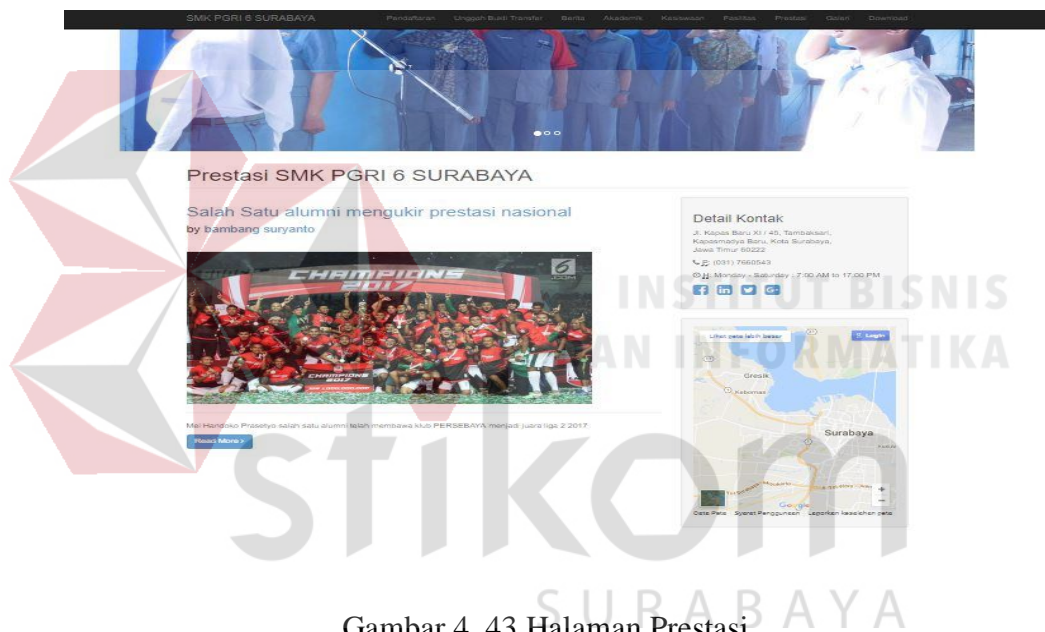 SMK PGRI 6 SURABAYA Pendaftaran Unggah Bukti Transfer Berita Akademik Kesiswaan Fasilitas Prestasi Galeri Download
Prestasi SMK PGRI 6 SURABAYA
Salah Satu alumni mengukir prestasi nasional
by bambang suryanto
CHAMPIONS
2017
6
.COM
CHAMPIONS
2017
Mei Handoko Prasetyo salah satu alumni telah membawa klub PERSEBAYA menjadi juara liga 2 2017
Read More >
Detail Kontak
Jl. Kapas Baru XI / 45, Tambaksari,
Kapasmadya Baru, Kota Surabaya,
Jawa Timur 60222
P: (031) 7660543
H: Monday - Saturday : 7:00 AM to 17:00 PM
Lihat peta lebih besar
Login
Gresik
Kebomas
Surabaya
Google
Data Peta Syarat Penggunaan Laporkan kesalahan peta
INSTITUT BISNIS
DAN INFORMATIKA
stikom
SURABAYA
Gambar 4. 43 Halaman Prestasi